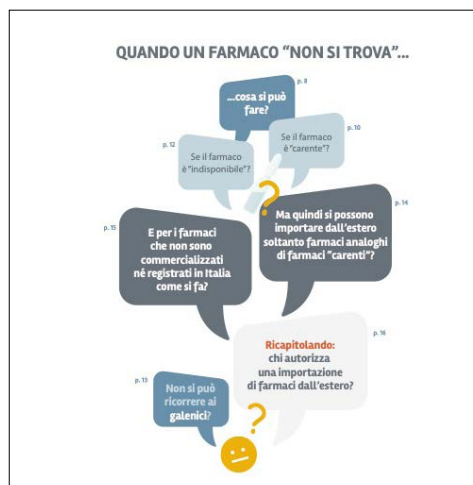 QUANDO UN FARMACO “NON SI TROVA”...
p. 8
...cosa si può
fare?
p. 10
Se il farmaco
è “carente”?
p. 12
Se il farmaco
è “indisponibile”?
p. 14
Ma quindi si possono
importare dall’estero
soltanto farmaci analoghi
di farmaci “carenti”?
p. 15
E per i farmaci
che non sono
commercializzati
né registrati in Italia
come si fa?
p. 16
Ricapitolando:
chi autorizza
una importazione
di farmaci dall’estero?
p. 13
Non si può
ricorrere ai
galenici?